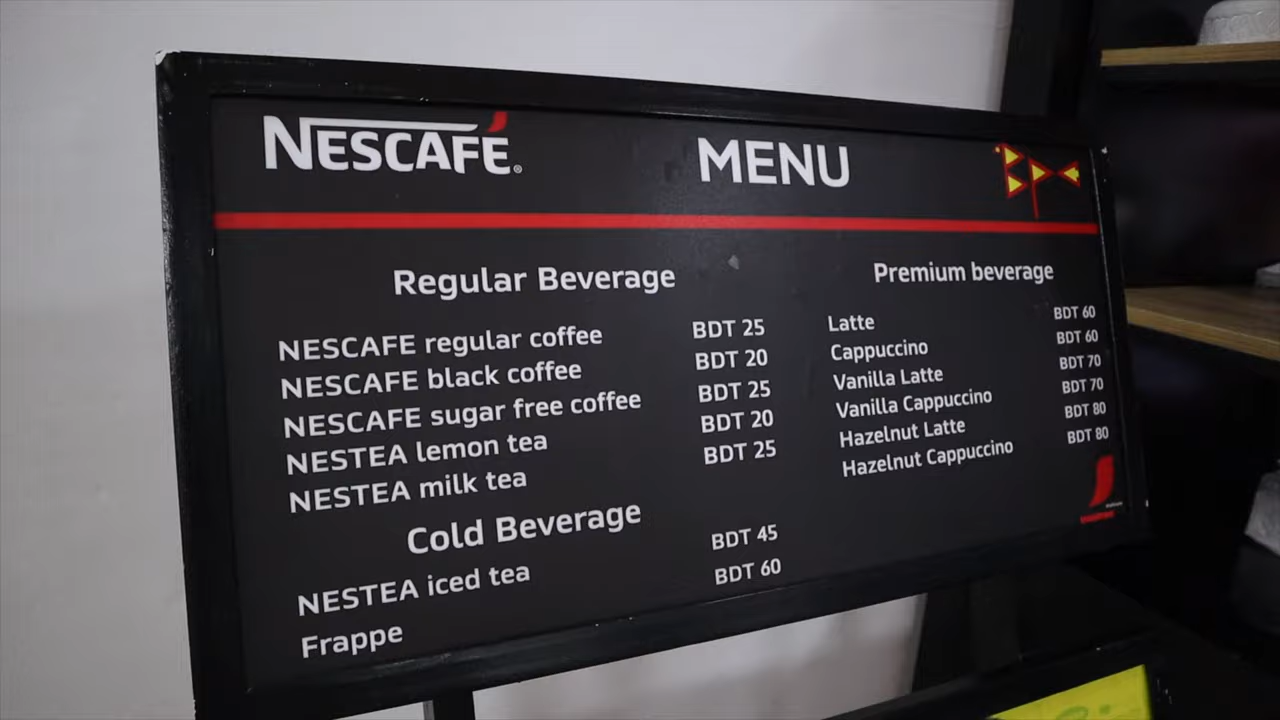 NESCAFÉ®
MENU
Regular Beverage
NESCAFE regular coffee BDT 25
NESCAFE black coffee BDT 20
NESCAFE sugar free coffee BDT 25
NESTEA lemon tea BDT 20
NESTEA milk tea BDT 25
Cold Beverage
NESTEA iced tea BDT 45
Frappe BDT 60
Premium beverage
Latte BDT 60
Cappuccino BDT 60
Vanilla Latte BDT 70
Vanilla Cappuccino BDT 70
Hazelnut Latte BDT 80
Hazelnut Cappuccino BDT 80